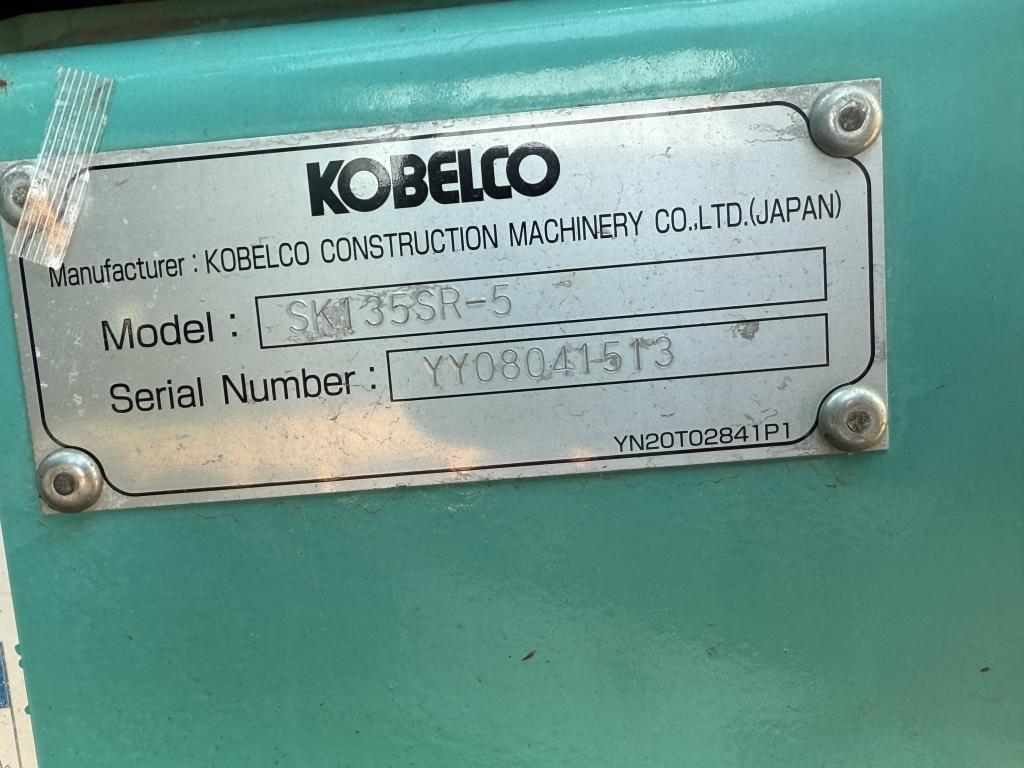 KOBELCO
Manufacturer : KOBELCO CONSTRUCTION MACHINERY CO.,LTD.(JAPAN)
Model : SK135SR-5
Serial Number : YY08041513
YN20T02841P1